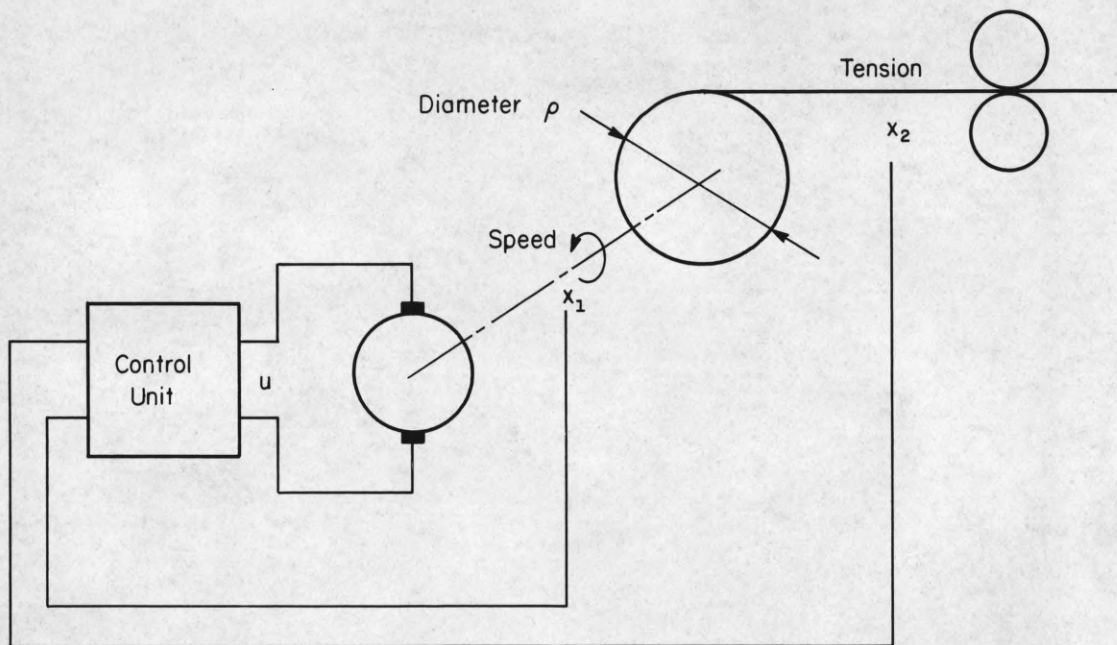 Tension
Diameter ρ
x₂
Speed
x₁
Control
Unit
u